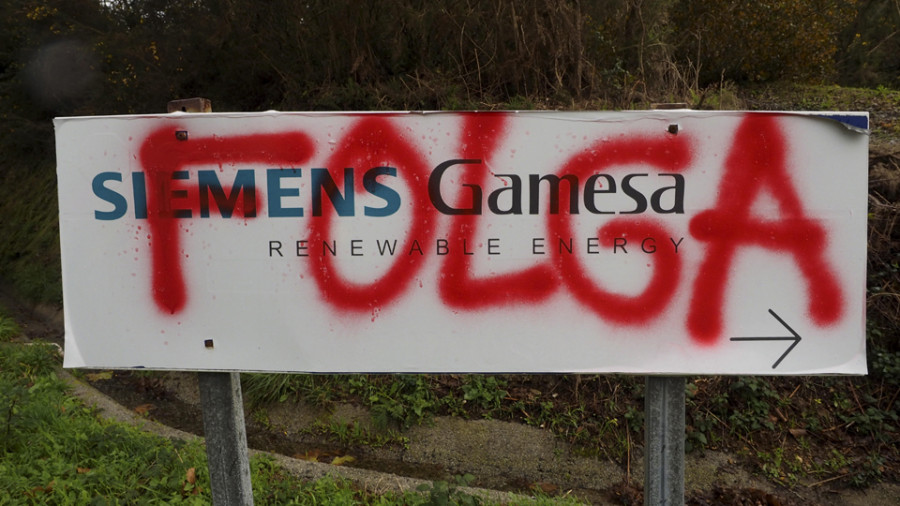 SIEMENS Gamesa
RENEWABLE ENERGY
FOLGA